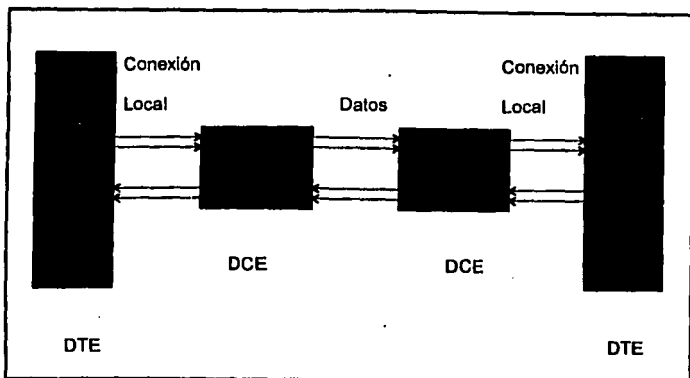 Conexión
Local
Datos
Conexión
Local
DCE
DCE
DTE
DTE